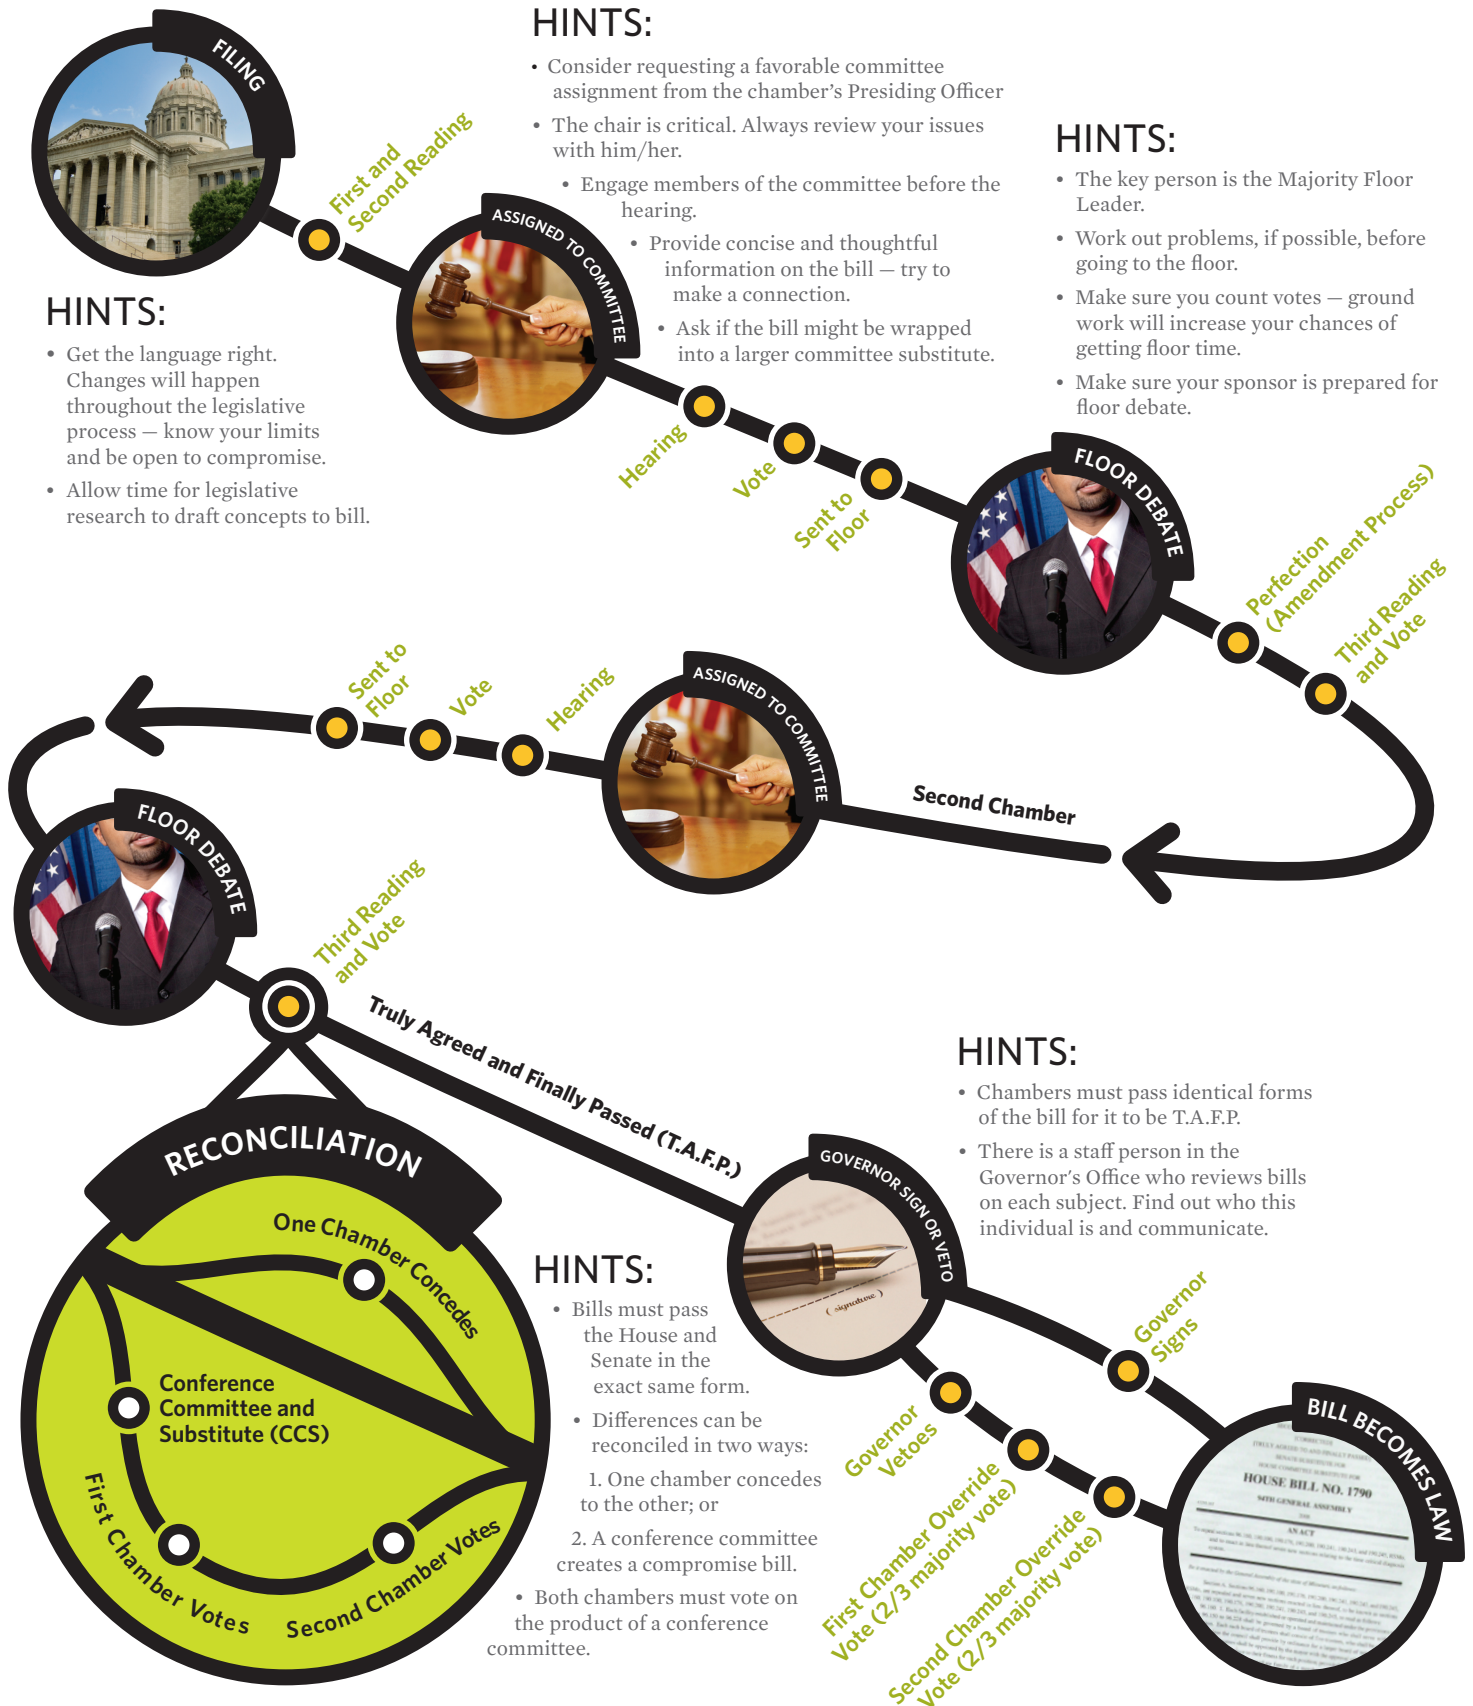 FILING
First and
Second Reading
HINTS:
• Get the language right.
Changes will happen
throughout the legislative
process — know your limits
and be open to compromise.
• Allow time for legislative
research to draft concepts to bill.
ASSIGNED TO COMMITTEE
HINTS:
• Consider requesting a favorable committee
assignment from the chamber’s Presiding Officer
• The chair is critical. Always review your issues
with him/her.
• Engage members of the committee before the
hearing.
• Provide concise and thoughtful
information on the bill — try to
make a connection.
• Ask if the bill might be wrapped
into a larger committee substitute.
Hearing
Vote
Sent to
Floor
HINTS:
• The key person is the Majority Floor
Leader.
• Work out problems, if possible, before
going to the floor.
• Make sure you count votes — ground
work will increase your chances of
getting floor time.
• Make sure your sponsor is prepared for
floor debate.
FLOOR DEBATE
Perfection
(Amendment Process)
Third Reading
and Vote
Second Chamber
ASSIGNED TO COMMITTEE
Hearing
Vote
Sent to
Floor
FLOOR DEBATE
Third Reading
and Vote
Truly Agreed and Finally Passed (T.A.F.P.)
RECONCILIATION
One Chamber Concedes
Conference
Committee and
Substitute (CCS)
First Chamber Votes
Second Chamber Votes
HINTS:
• Bills must pass
the House and
Senate in the
exact same form.
• Differences can be
reconciled in two ways:
1. One chamber concedes
to the other; or
2. A conference committee
creates a compromise bill.
• Both chambers must vote on
the product of a conference
committee.
GOVERNOR SIGN OR VETO
( signature )
HINTS:
• Chambers must pass identical forms
of the bill for it to be T.A.F.P.
• There is a staff person in the
Governor's Office who reviews bills
on each subject. Find out who this
individual is and communicate.
Governor
Signs
Governor
Vetoes
First Chamber Override
Vote (2/3 majority vote)
Second Chamber Override
Vote (2/3 majority vote)
BILL BECOMES LAW
HOUSE BILL NO. 1790
94TH GENERAL ASSEMBLY
AN ACT